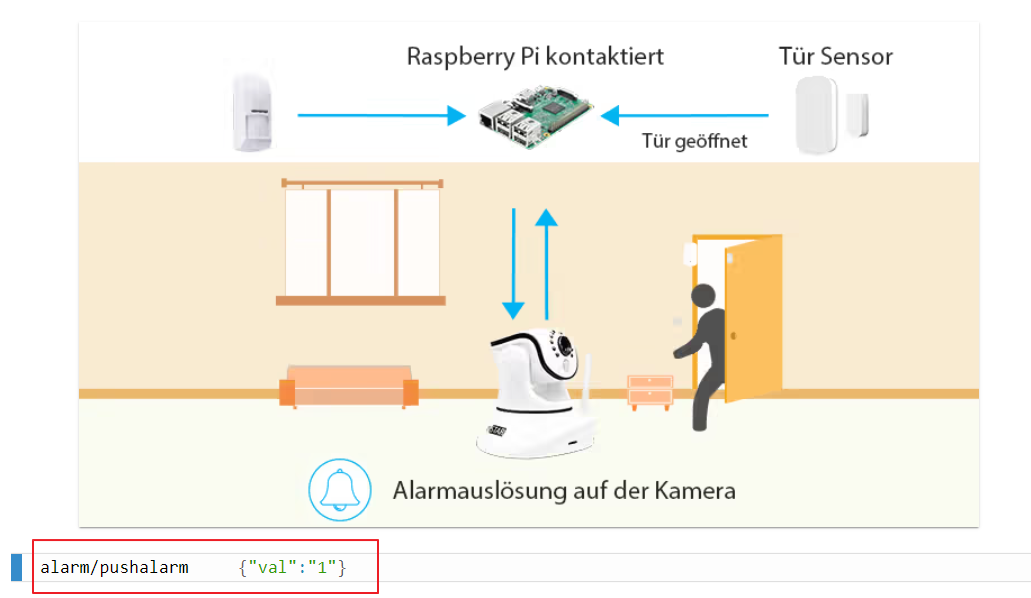 Raspberry Pi kontaktiert
Tür Sensor
Tür geöffnet
Alarmauslösung auf der Kamera
alarm/pushalarm {"val":"1"}